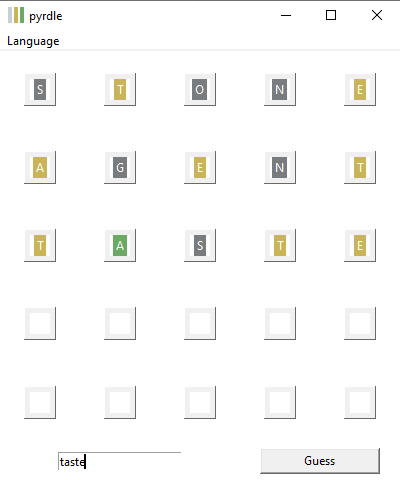 pyrdle
Language
S T O N E
A G E N T
T A S T E
taste
Guess